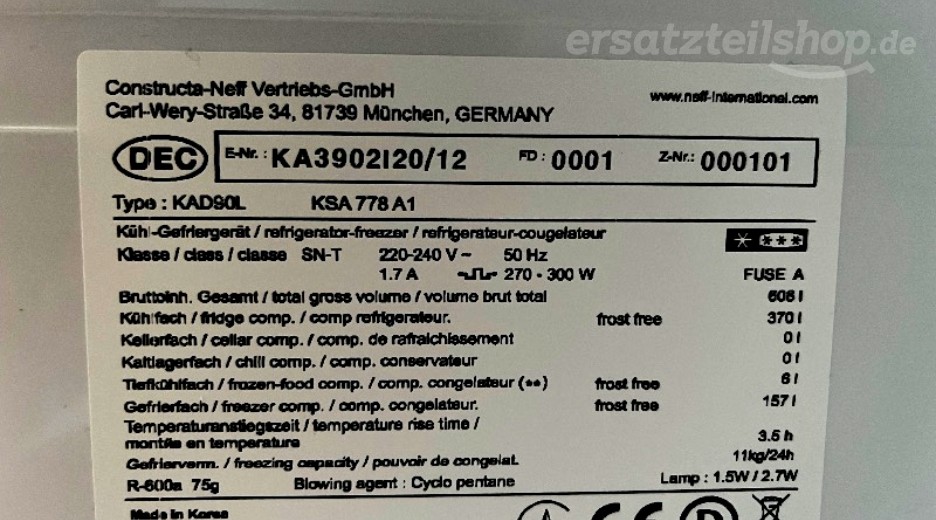 ersatzteilshop.de
Constructa-Neff Vertriebs-GmbH
www.neff-international.com
Carl-Wery-Straße 34, 81739 München, GERMANY
DEC E-Nr.: KA3902I20/12 FD: 0001 Z-Nr.: 000101
Type : KAD90L KSA 778 A1
Kühl-Gefriergerät / refrigerator-freezer / refrigerateur-cougelateur
Klasse / class / classe SN-T 220-240 V ~ 50 Hz
1.7 A 270 - 300 W FUSE A
Bruttoinh. Gesamt / total gross volume / volume brut total 606 l
Kühlfach / fridge comp. / comp refrigerateur. frost free 370 l
Kellerfach / cellar comp. / comp. de rafraichissement 0 l
Kaltlagerfach / chill comp. / comp. conservateur 0 l
Tiefkühlfach / frozen-food comp. / comp. congelateur (**) frost free 6 l
Gefrierfach / freezer comp. / comp. congelateur. frost free 157 l
Temperaturanstiegszeit / temperature rise time /
montée en temperature 3.5 h
Gefrierverm. / freezing capacity / pouvoir de congelat. 11kg/24h
R-600a 75g Blowing agent : Cyclo pentane Lamp : 1.5W / 2.7W
Made in Korea